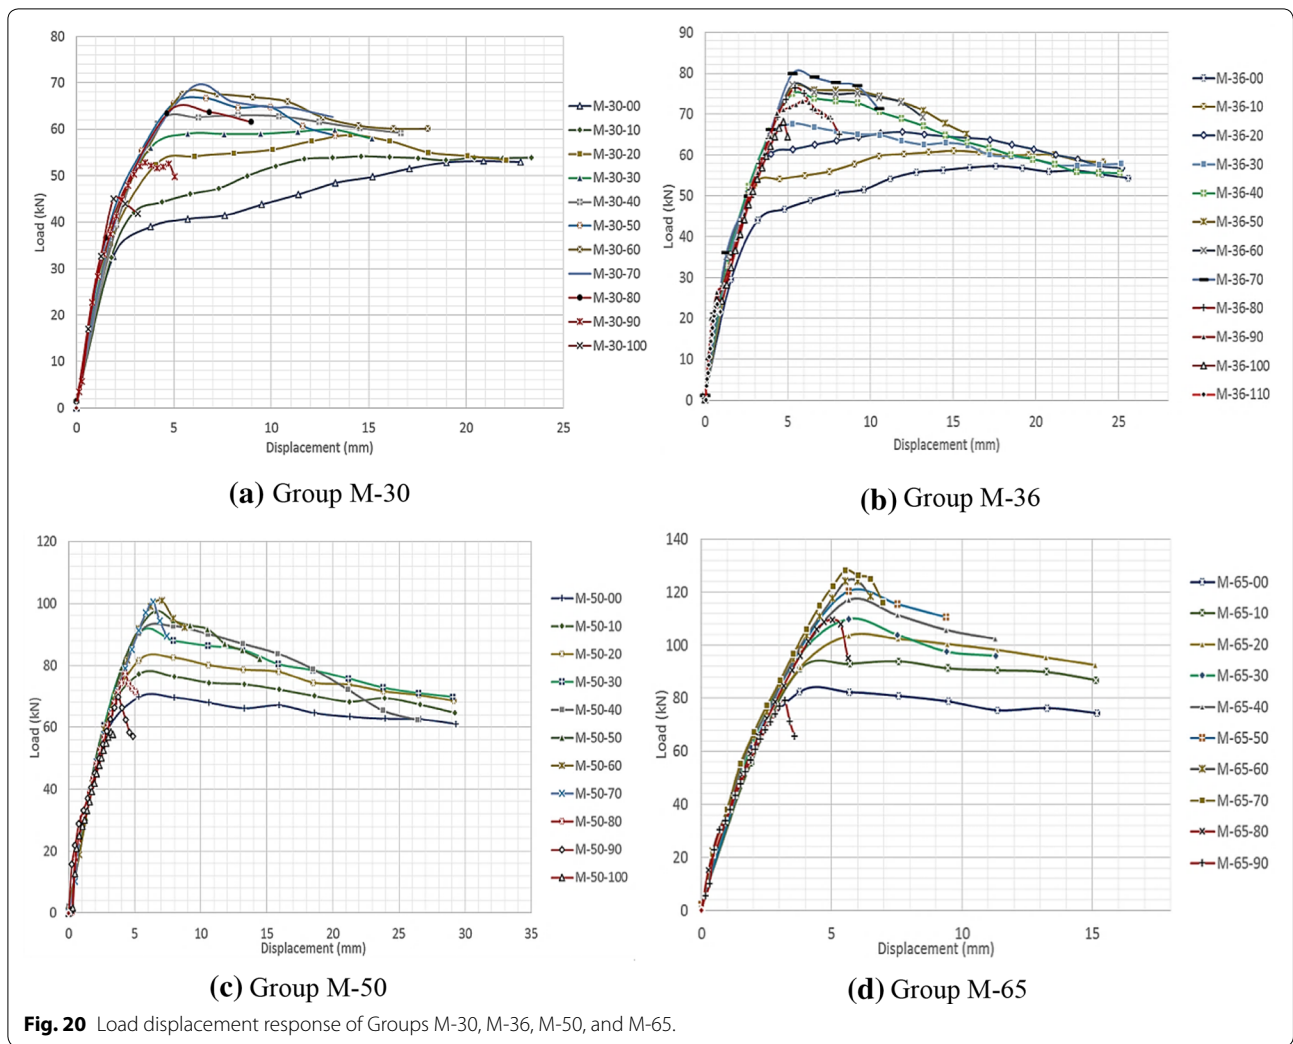 80
70
60
50
40
30
20
10
0
Load (kN)
0 5 10 15 20 25
Displacement (mm)
M-30-00
M-30-10
M-30-20
M-30-30
M-30-40
M-30-50
M-30-60
M-30-70
M-30-80
M-30-90
M-30-100
(a) Group M-30
90
80
70
60
50
40
30
20
10
0
Load (kN)
0 5 10 15 20 25
Displacement (mm)
M-36-00
M-36-10
M-36-20
M-36-30
M-36-40
M-36-50
M-36-60
M-36-70
M-36-80
M-36-90
M-36-100
M-36-110
(b) Group M-36
120
100
80
60
40
20
0
Load (kN)
0 5 10 15 20 25 30 35
Displacement (mm)
M-50-00
M-50-10
M-50-20
M-50-30
M-50-40
M-50-50
M-50-60
M-50-70
M-50-80
M-50-90
M-50-100
(c) Group M-50
140
120
100
80
60
40
20
0
Load (kN)
0 5 10 15
Displacement (mm)
M-65-00
M-65-10
M-65-20
M-65-30
M-65-40
M-65-50
M-65-60
M-65-70
M-65-80
M-65-90
(d) Group M-65
Fig. 20 Load displacement response of Groups M-30, M-36, M-50, and M-65.